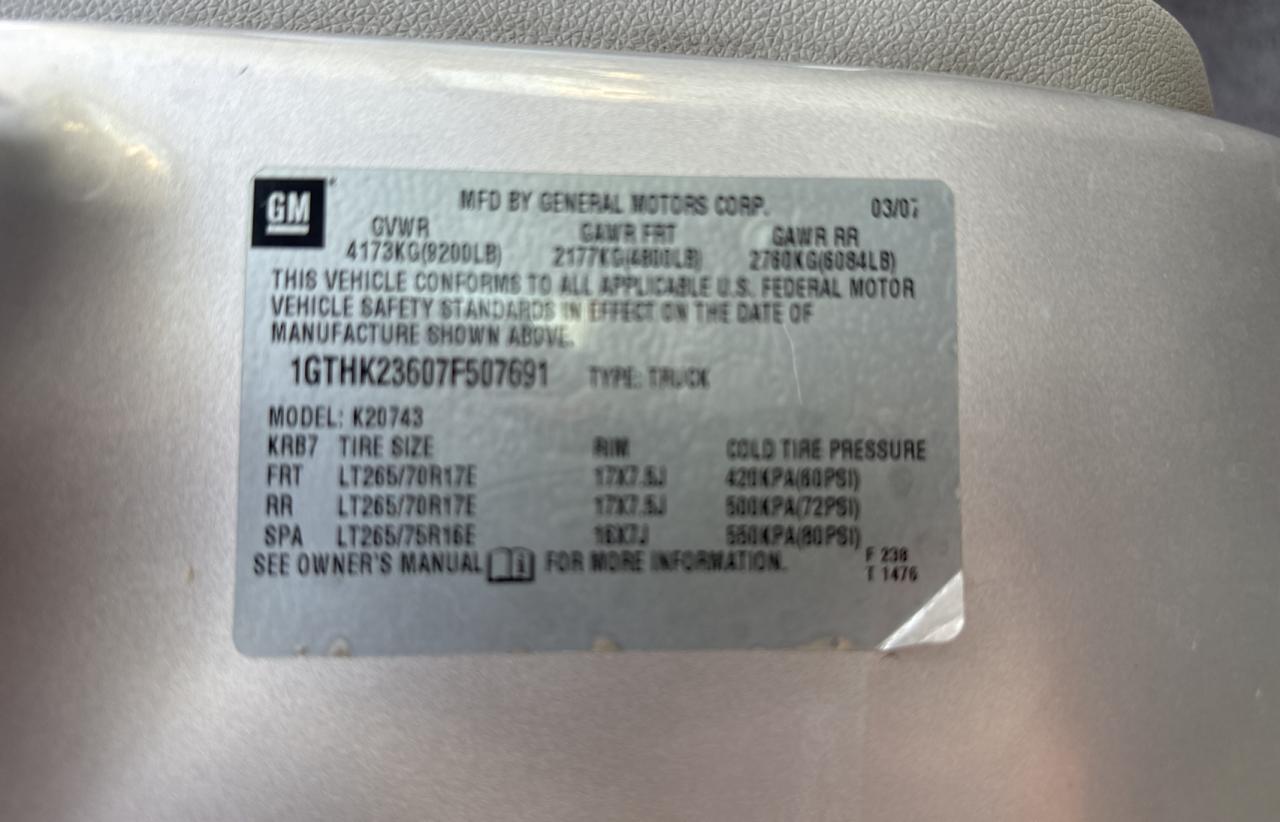 GM
MFD BY GENERAL MOTORS CORP. 03/07
GVWR GAWR FRT GAWR RR
4173KG(9200LB) 2177KG(4800LB) 2760KG(6084LB)
THIS VEHICLE CONFORMS TO ALL APPLICABLE U.S. FEDERAL MOTOR
VEHICLE SAFETY STANDARDS IN EFFECT ON THE DATE OF
MANUFACTURE SHOWN ABOVE.
1GTHK23607F507691 TYPE: TRUCK
MODEL: K20743
KRB7 TIRE SIZE RIM COLD TIRE PRESSURE
FRT LT265/70R17E 17X7.5J 420KPA(60PSI)
RR LT265/70R17E 17X7.5J 500KPA(72PSI)
SPA LT265/75R16E 16X7J 550KPA(80PSI)
SEE OWNER'S MANUAL FOR MORE INFORMATION.
F 238
T 1476